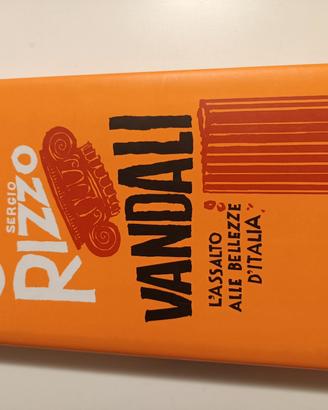 SERGIO
RIZZO
VANDALI
L'ASSALTO
ALLE BELLEZZE
D'ITALIA